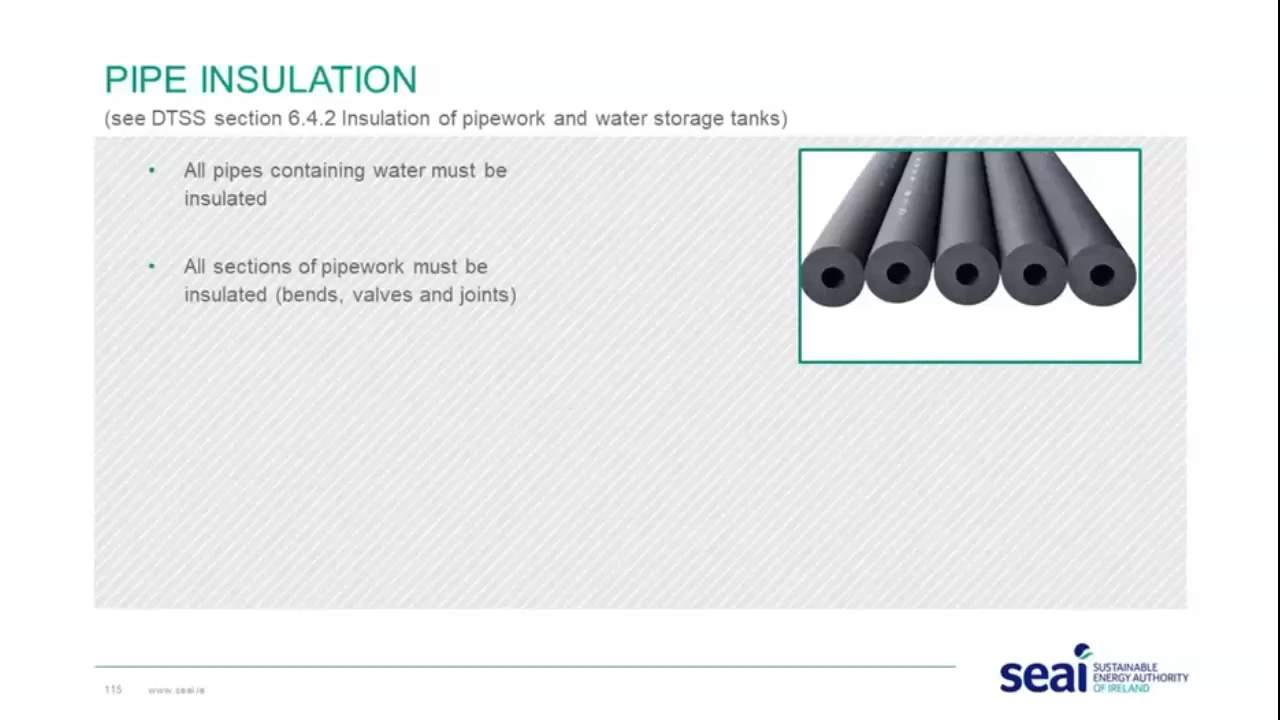 PIPE INSULATION
(see DTSS section 6.4.2 Insulation of pipework and water storage tanks)
• All pipes containing water must be
insulated
• All sections of pipework must be
insulated (bends, valves and joints)
115 www.seai.ie
seai SUSTAINABLE
ENERGY AUTHORITY
OF IRELAND